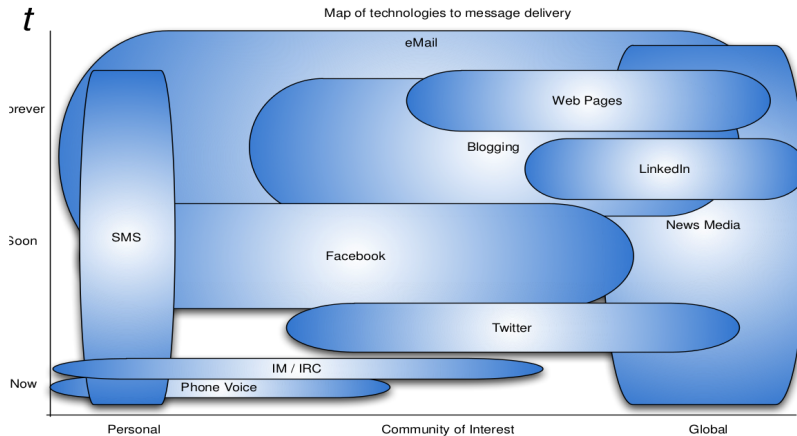 t
Map of technologies to message delivery
eMail
Web Pages
orever
Blogging
LinkedIn
News Media
SMS
Soon
Facebook
Twitter
IM / IRC
Now
Phone Voice
Personal
Community of Interest
Global